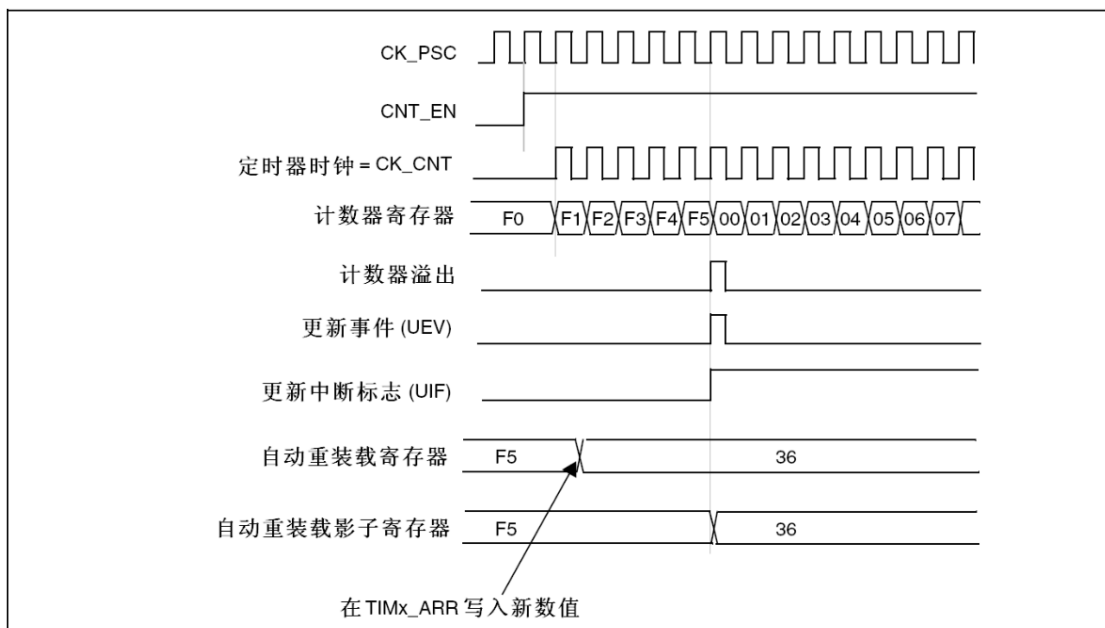 CK_PSC
CNT_EN
定时器时钟 = CK_CNT
计数器寄存器 F0 F1 F2 F3 F4 F5 00 01 02 03 04 05 06 07
计数器溢出
更新事件 (UEV)
更新中断标志 (UIF)
自动重装载寄存器 F5 36
自动重装载影子寄存器 F5 36
在 TIMx_ARR 写入新数值